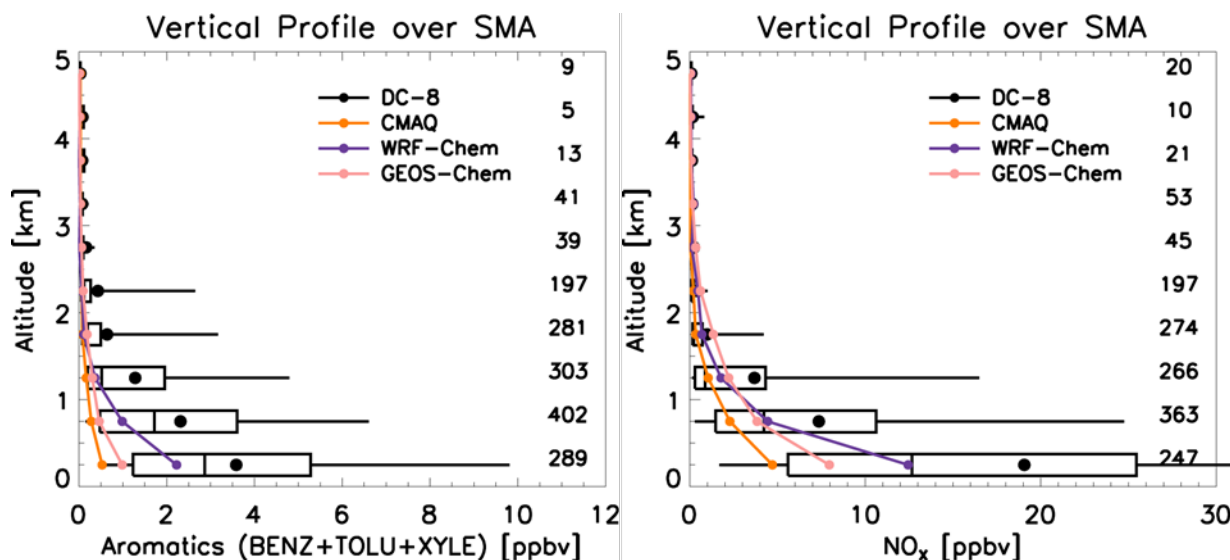 Vertical Profile over SMA
5
4
3
2
1
0
Altitude [km]
DC-8
CMAQ
WRF-Chem
GEOS-Chem
9
5
13
41
39
197
281
303
402
289
0 2 4 6 8 10 12
Aromatics (BENZ+TOLU+XYLE) [ppbv]
Vertical Profile over SMA
5
4
3
2
1
0
Altitude [km]
DC-8
CMAQ
WRF-Chem
GEOS-Chem
20
10
21
53
45
197
274
266
363
247
0 10 20 30
NOx [ppbv]